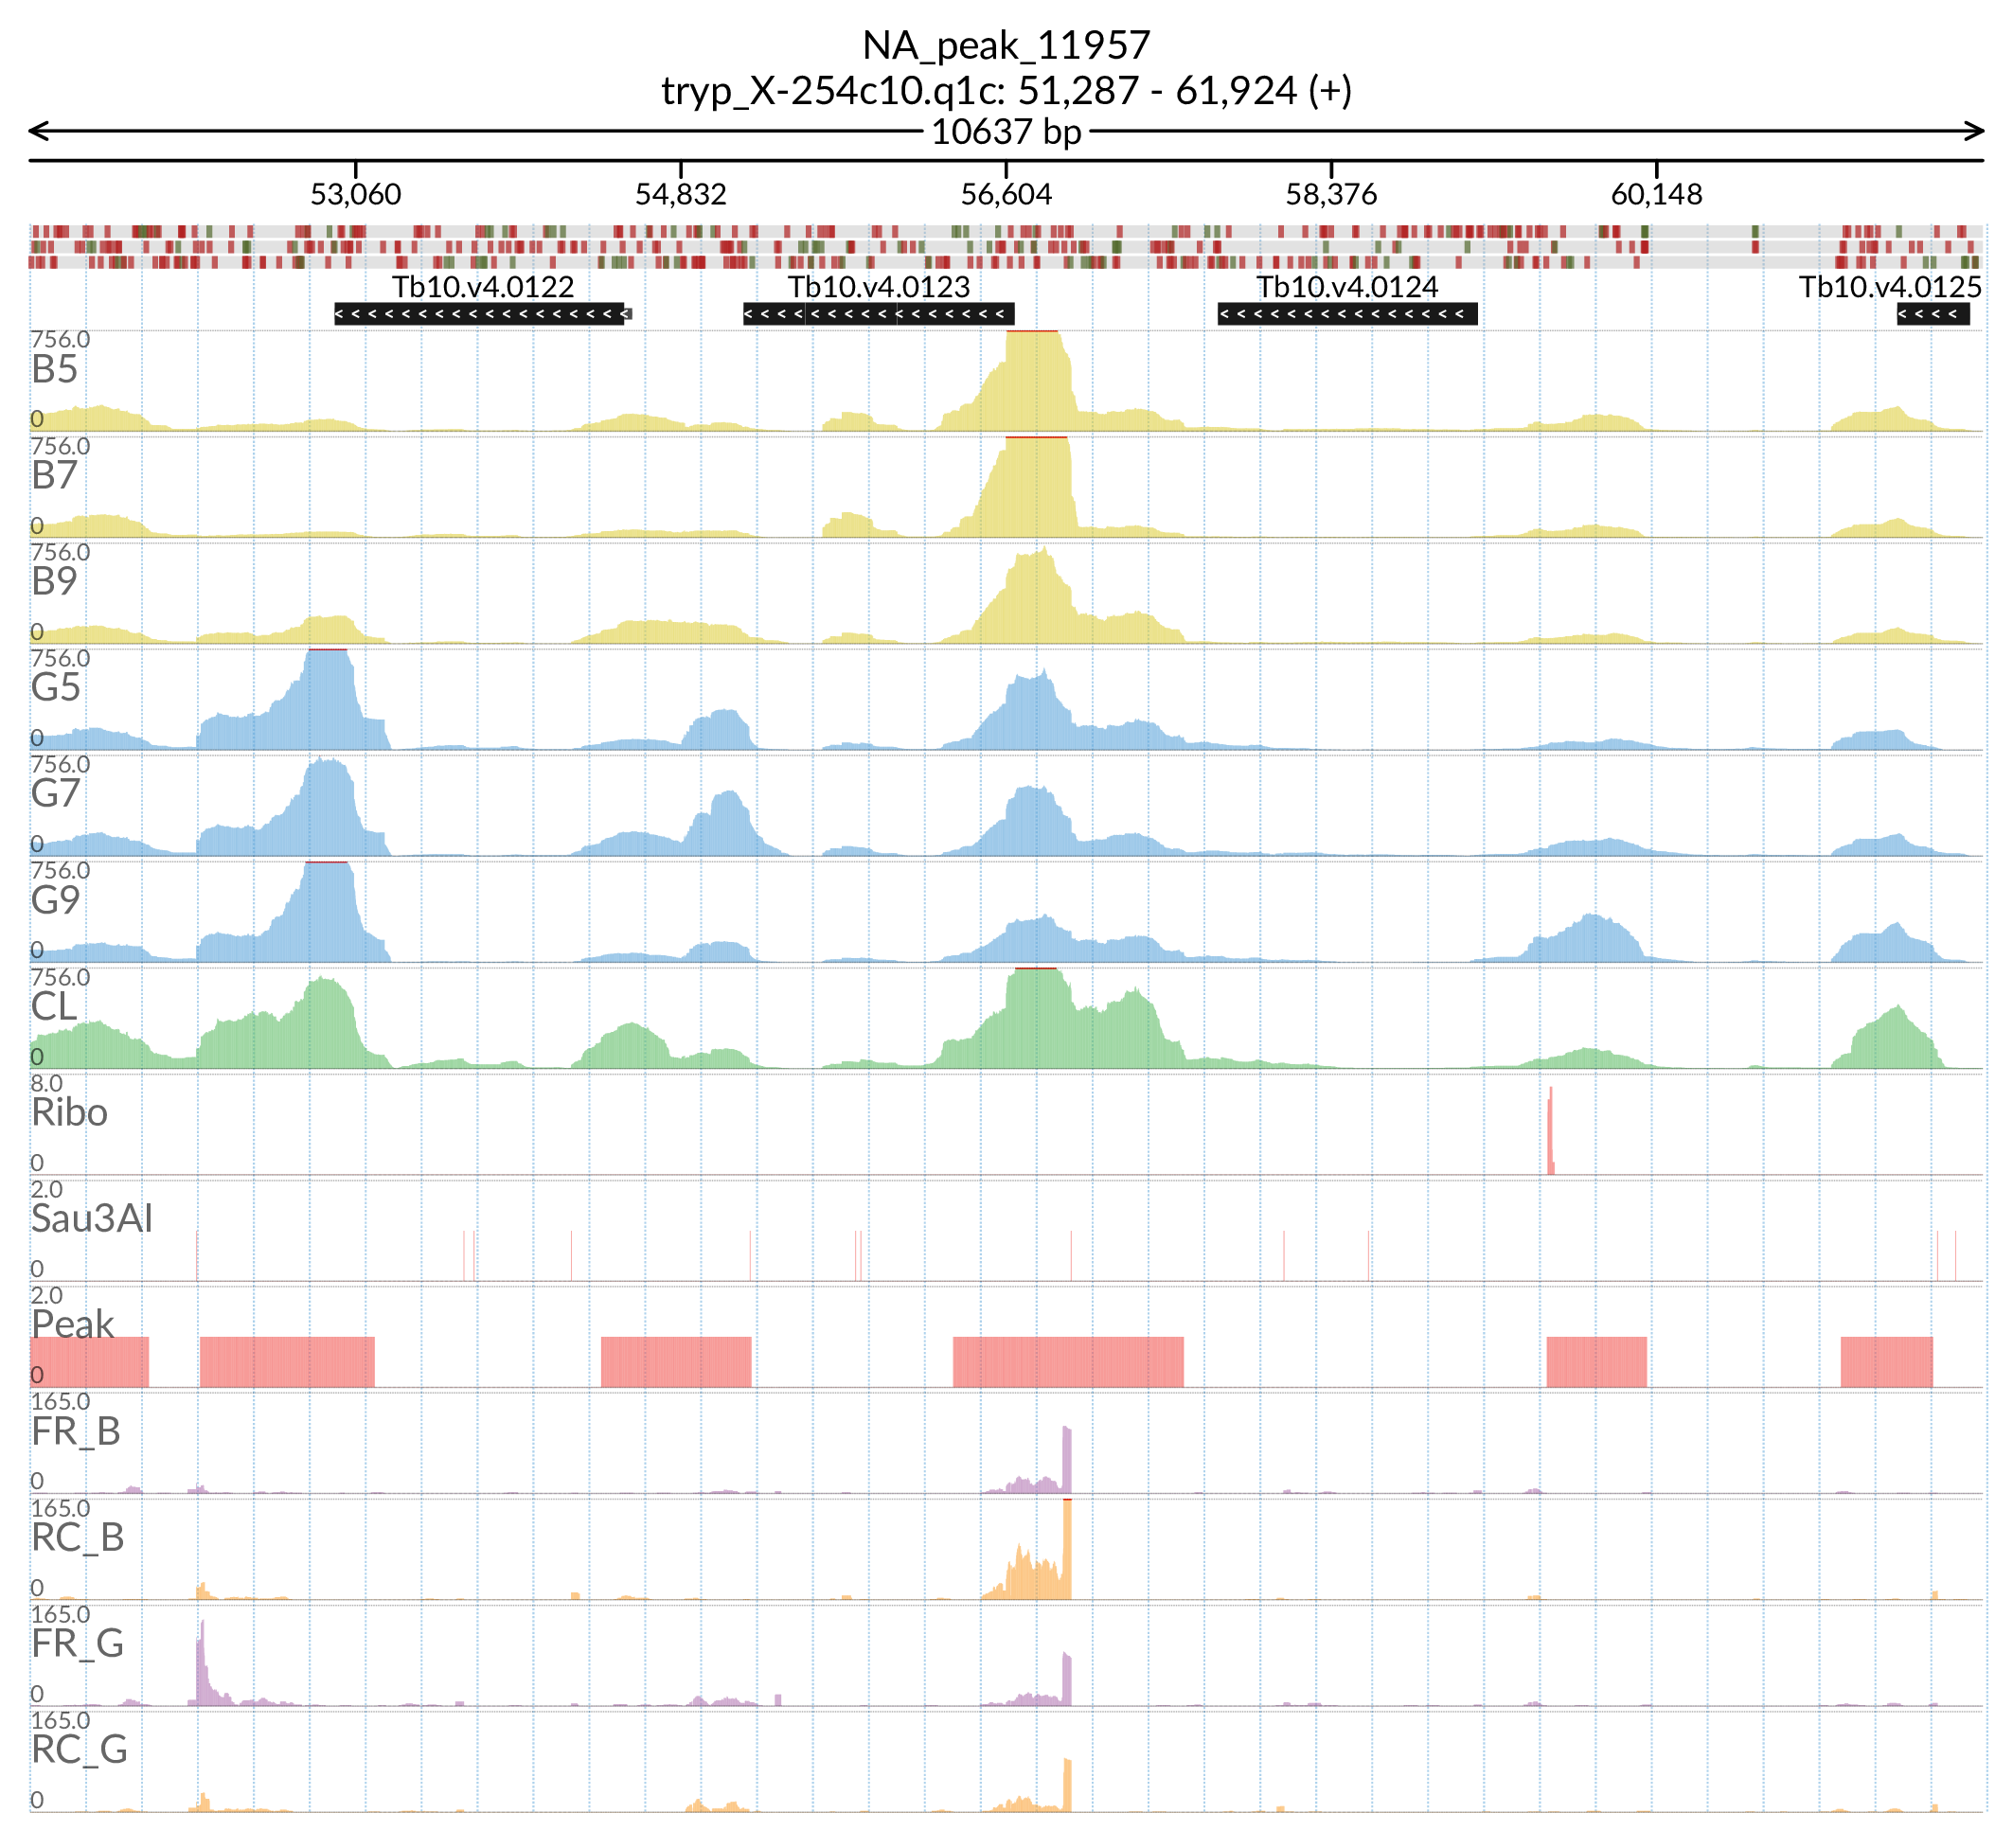 NA_peak_11957
tryp_X-254c10.q1c: 51,287 - 61,924 (+)
10637 bp
53,060 54,832 56,604 58,376 60,148
Tb10.v4.0122 Tb10.v4.0123 Tb10.v4.0124 Tb10.v4.0125
756.0
B5
0
756.0
B7
0
756.0
B9
0
756.0
G5
0
756.0
G7
0
756.0
G9
0
756.0
CL
0
8.0
Ribo
0
2.0
Sau3AI
0
2.0
Peak
0
165.0
FR_B
0
165.0
RC_B
0
165.0
FR_G
0
165.0
RC_G
0